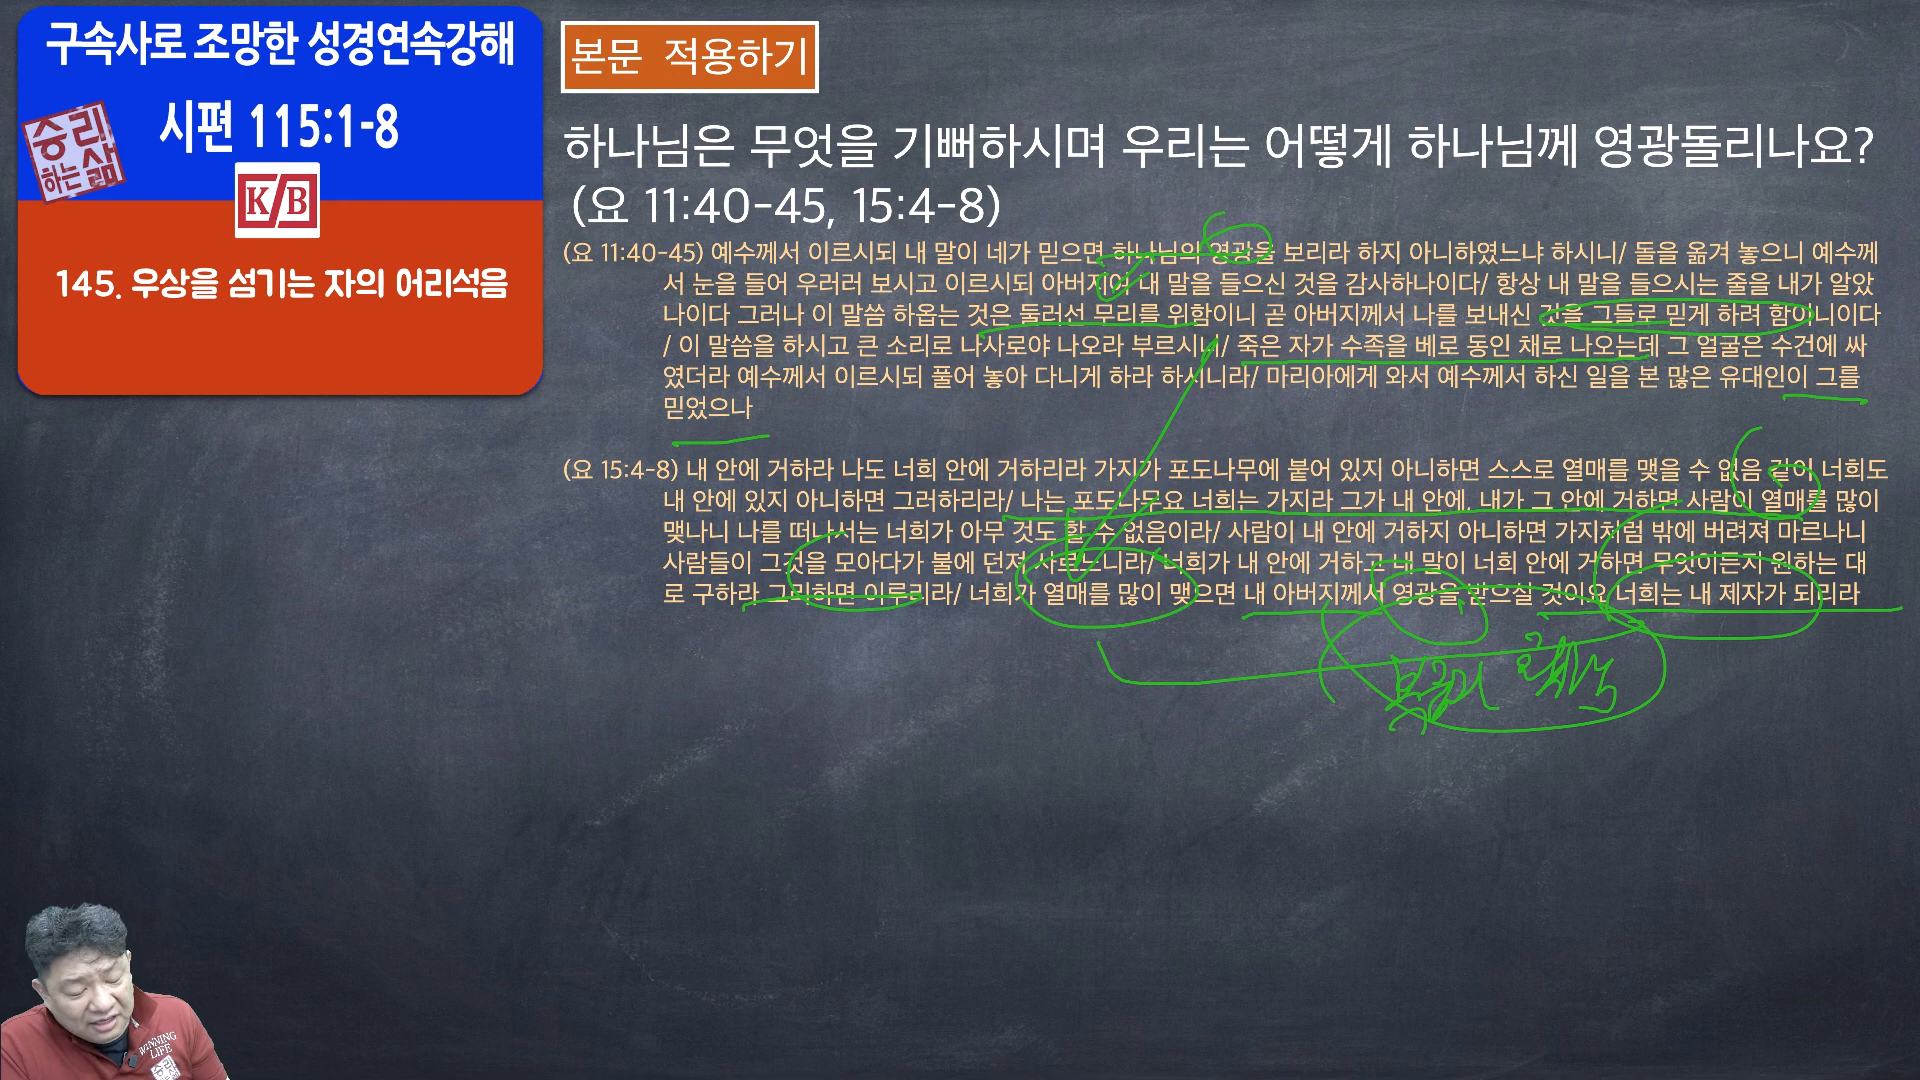 구속사로 조망한 성경연속강해
시편 115:1-8
승리
하는 삶
K/B
145. 우상을 섬기는 자의 어리석음
본문 적용하기
하나님은 무엇을 기뻐하시며 우리는 어떻게 하나님께 영광돌리나요?
(요 11:40-45, 15:4-8)
(요 11:40-45) 예수께서 이르시되 내 말이 네가 믿으면 하나님의 영광을 보리라 하지 아니하였느냐 하시니/ 돌을 옮겨 놓으니 예수께
서 눈을 들어 우러러 보시고 이르시되 아버지여 내 말을 들으신 것을 감사하나이다/ 항상 내 말을 들으시는 줄을 내가 알았
나이다 그러나 이 말씀 하옵는 것은 둘러선 무리를 위함이니 곧 아버지께서 나를 보내신 것을 그들로 믿게 하려 함이니이다
/ 이 말씀을 하시고 큰 소리로 나사로야 나오라 부르시니/ 죽은 자가 수족을 베로 동인 채로 나오는데 그 얼굴은 수건에 싸
였더라 예수께서 이르시되 풀어 놓아 다니게 하라 하시니라/ 마리아에게 와서 예수께서 하신 일을 본 많은 유대인이 그를
믿었으나
(요 15:4-8) 내 안에 거하라 나도 너희 안에 거하리라 가지가 포도나무에 붙어 있지 아니하면 스스로 열매를 맺을 수 없음 같이 너희도
내 안에 있지 아니하면 그러하리라/ 나는 포도나무요 너희는 가지라 그가 내 안에, 내가 그 안에 거하면 사람이 열매를 많이
맺나니 나를 떠나서는 너희가 아무 것도 할 수 없음이라/ 사람이 내 안에 거하지 아니하면 가지처럼 밖에 버려져 마르나니
사람들이 그것을 모아다가 불에 던져 사르느니라/ 너희가 내 안에 거하고 내 말이 너희 안에 거하면 무엇이든지 원하는 대
로 구하라 그리하면 이루리라/ 너희가 열매를 많이 맺으면 내 아버지께서 영광을 받으실 것이요 너희는 내 제자가 되리라
WINNING
LIFE